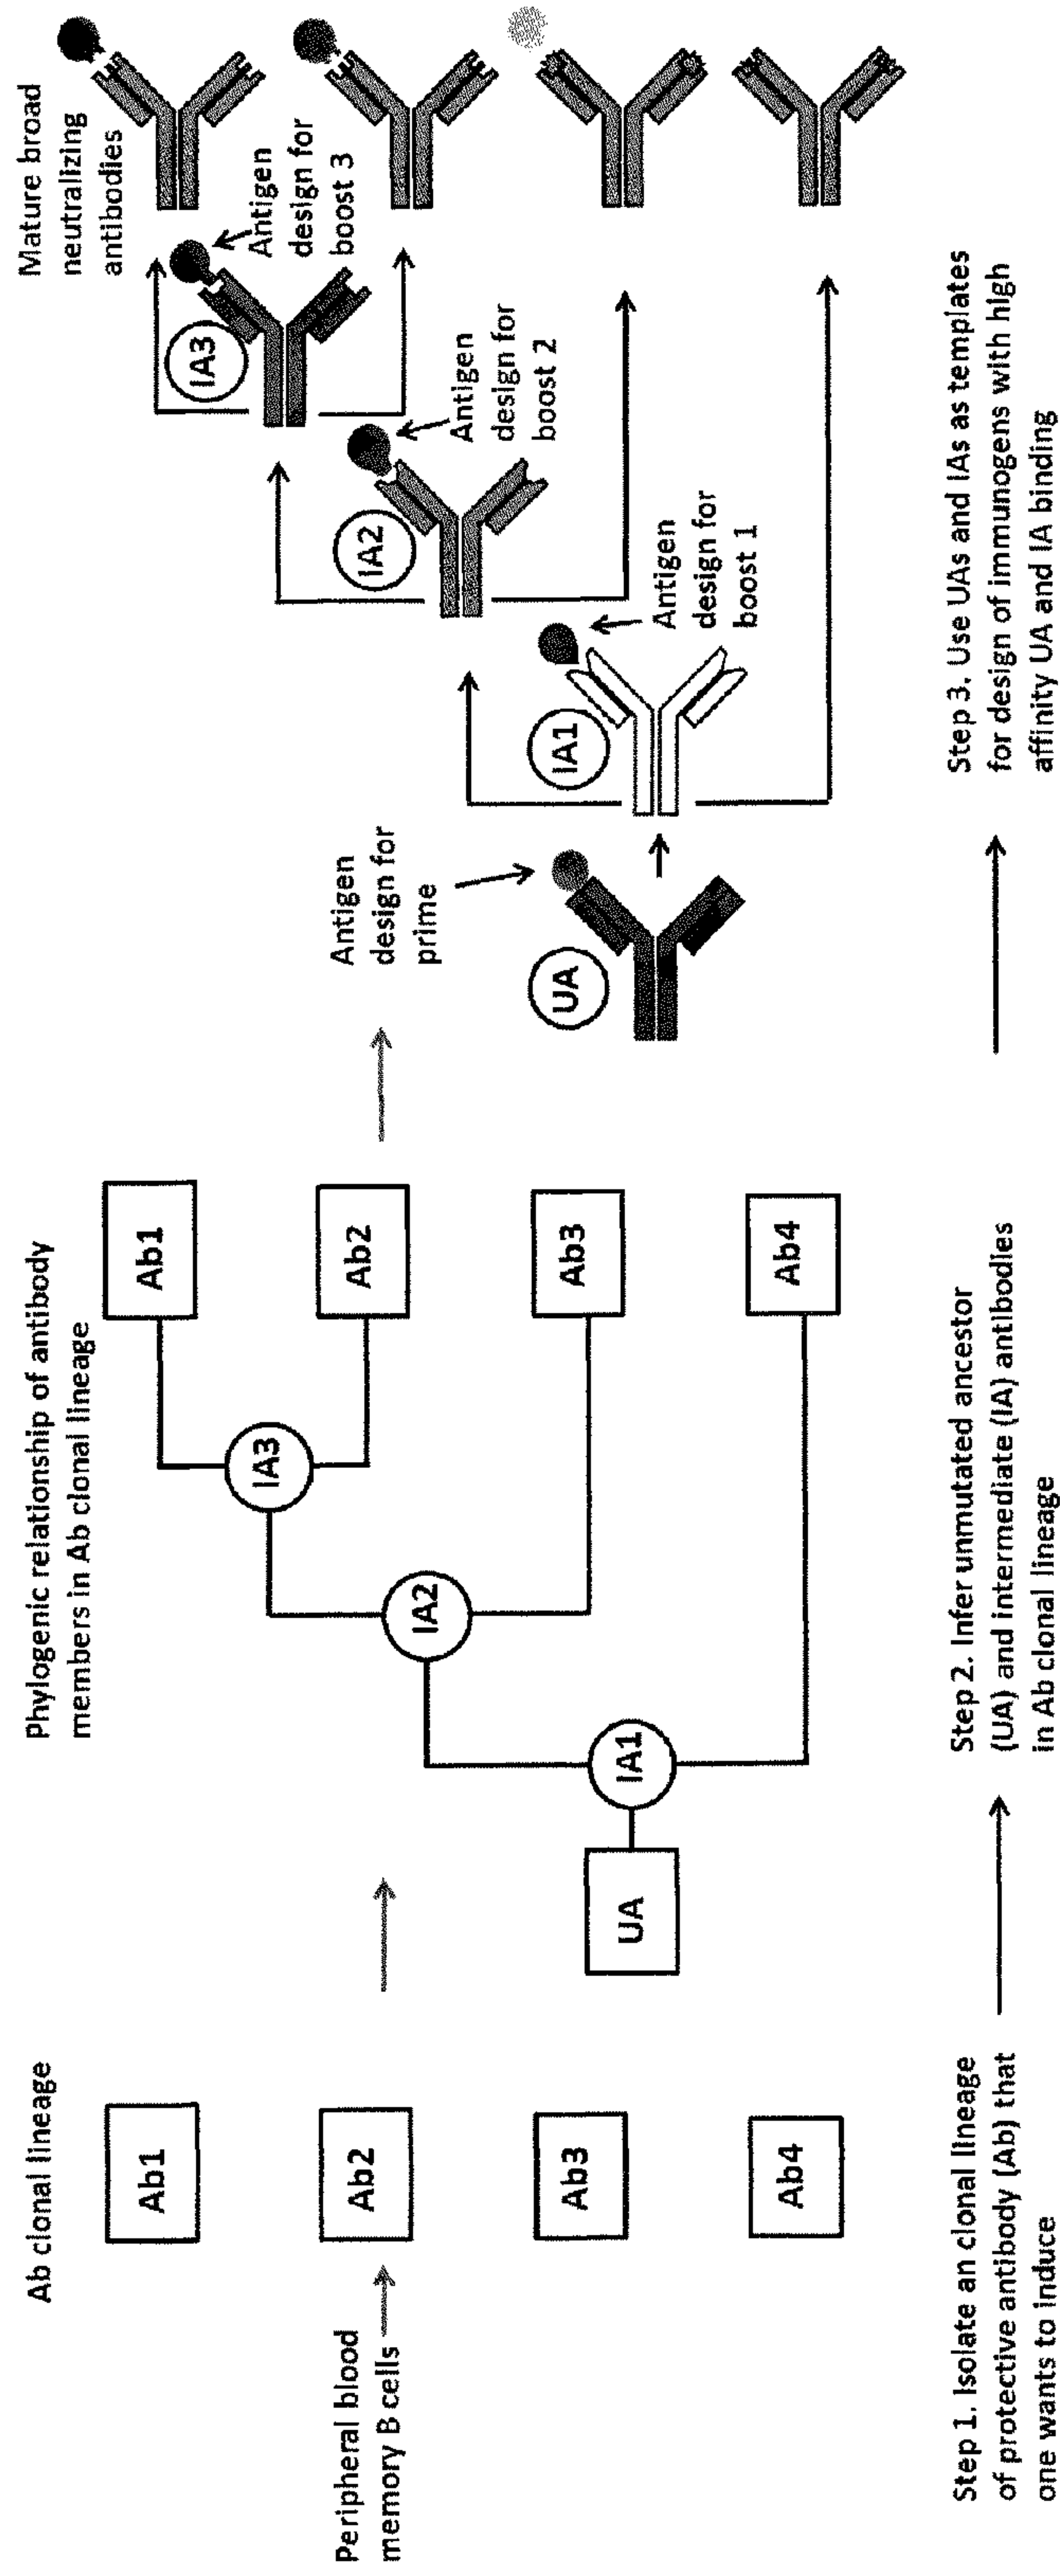 Ab clonal lineage
Peripheral blood
memory B cells
Ab1
Ab2
Ab3
Ab4
Step 1. Isolate an clonal lineage
of protective antibody (Ab) that
one wants to induce
Phylogenic relationship of antibody
members in Ab clonal lineage
UA
IA1
IA2
IA3
Ab1
Ab2
Ab3
Ab4
Step 2. Infer unmutated ancestor
(UA) and intermediate (IA) antibodies
in Ab clonal lineage
Antigen
design for
prime
UA
IA1
Antigen
design for
boost 1
IA2
Antigen
design for
boost 2
IA3
Antigen
design for
boost 3
Mature broad
neutralizing
antibodies
Step 3. Use UAs and IAs as templates
for design of immunogens with high
affinity UA and IA binding